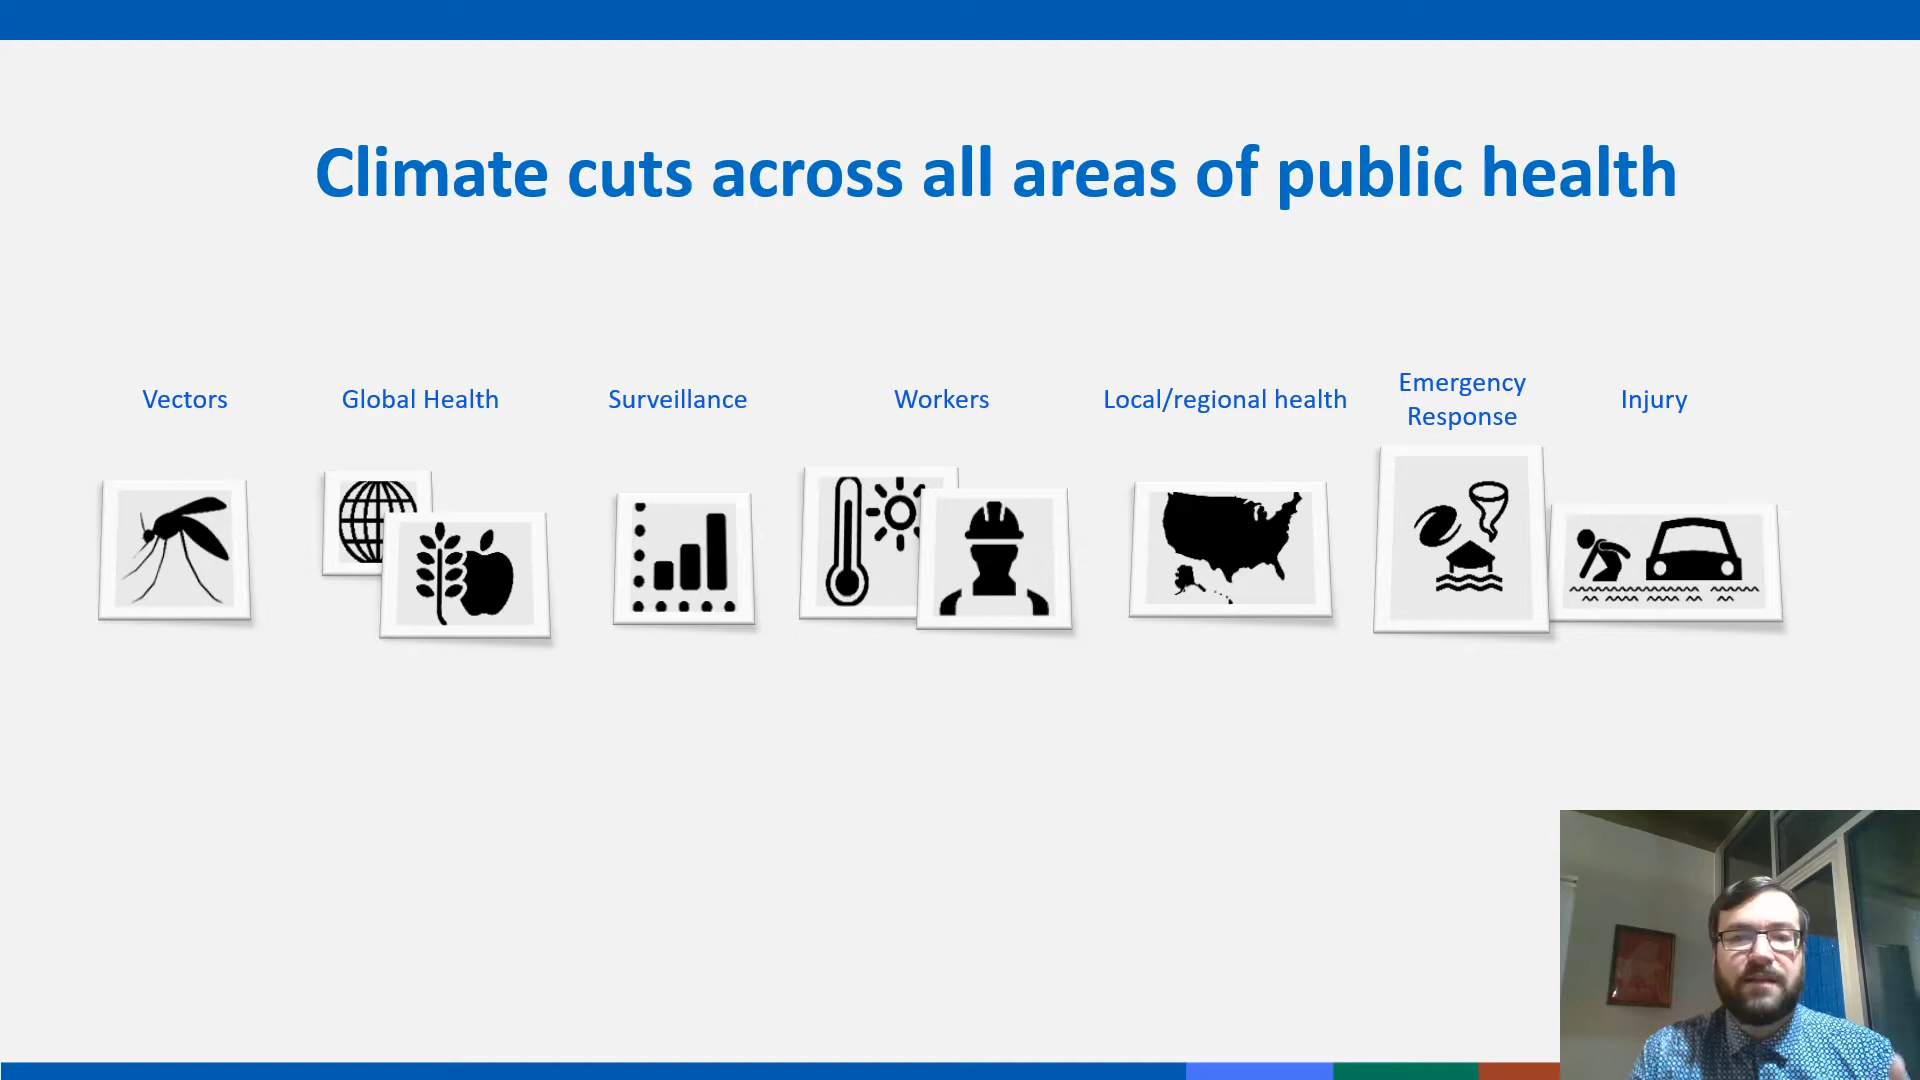 Climate cuts across all areas of public health
Vectors
Global Health
Surveillance
Workers
Local/regional health
Emergency
Response
Injury